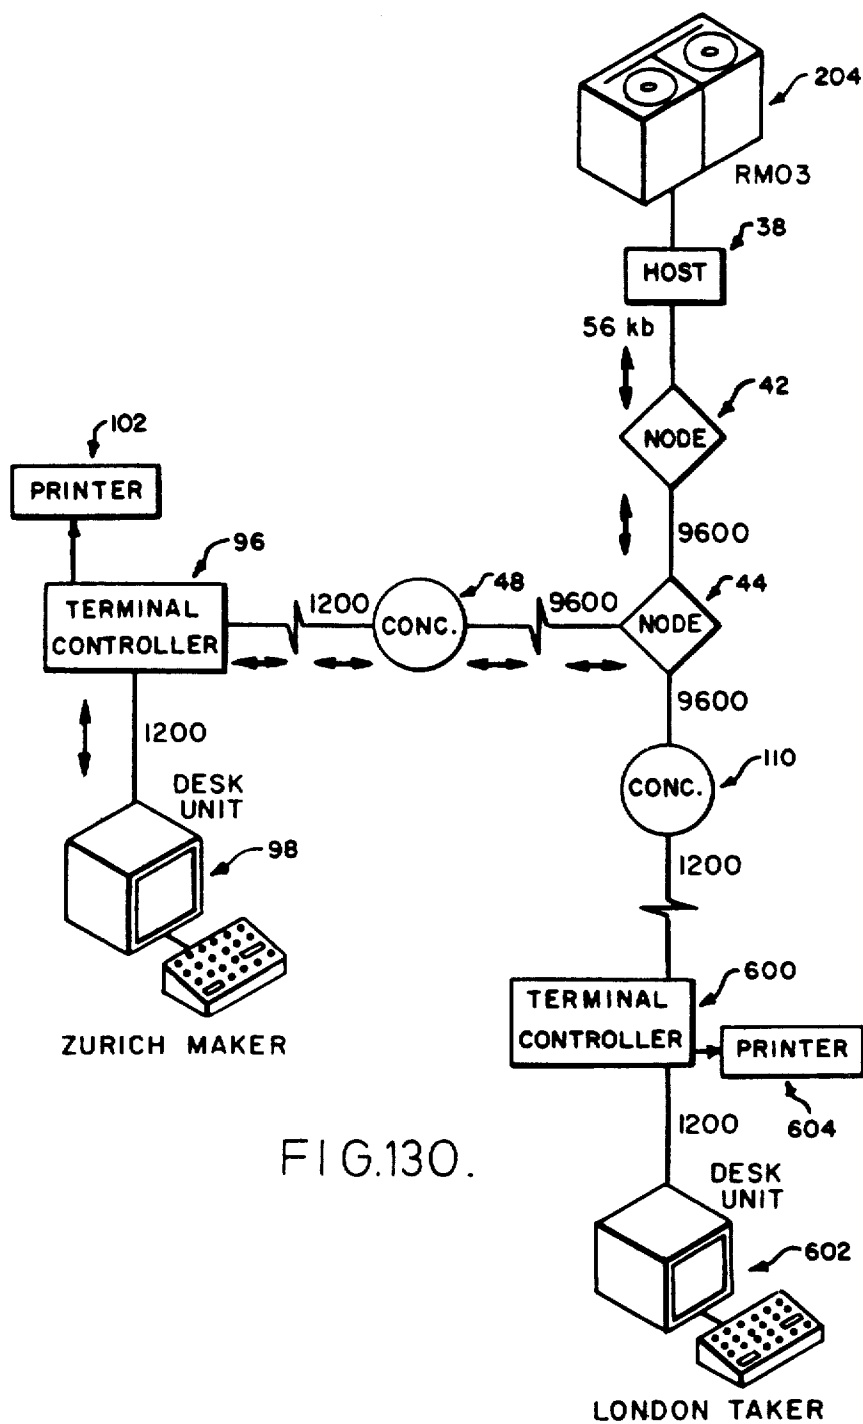 204
RM03
38
HOST
56 kb
42
NODE
102
PRINTER
9600
96
48
44
TERMINAL
CONTROLLER
1200
CONC.
9600
NODE
9600
1200
DESK
UNIT
110
CONC.
98
1200
600
TERMINAL
CONTROLLER
ZURICH MAKER
PRINTER
604
1200
FIG.130.
DESK
UNIT
602
LONDON TAKER